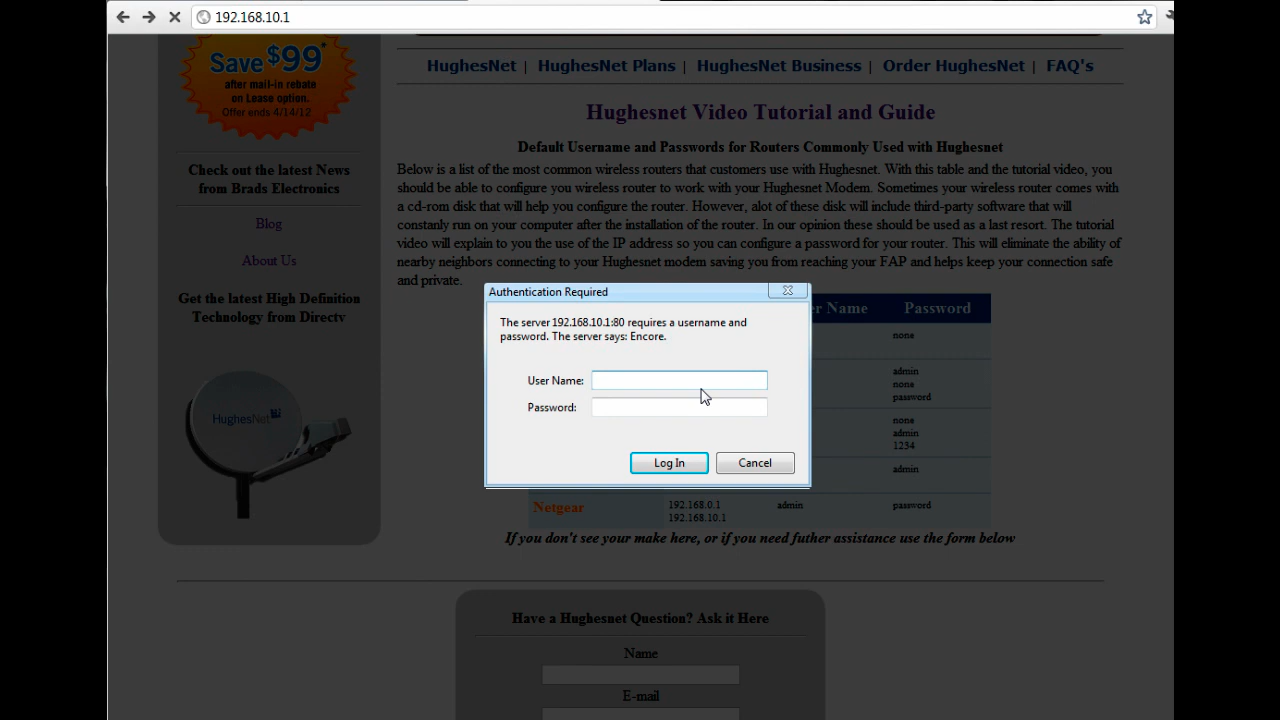 192.168.10.1
Save $99*
after mail-in rebate
on Lease option.
Offer ends 4/14/12
Check out the latest News
from Brads Electronics
Blog
About Us
Get the latest High Definition
Technology from Directv
HughesNet
HughesNet | HughesNet Plans | HughesNet Business | Order HughesNet | FAQ's
Hughesnet Video Tutorial and Guide
Default Username and Passwords for Routers Commonly Used with Hughesnet
Below is a list of the most common wireless routers that customers use with Hughesnet. With this table and the tutorial video, you
should be able to configure you wireless router to work with your Hughesnet Modem. Sometimes your wireless router comes with
a cd-rom disk that will help you configure the router. However, alot of these disk will include third-party software that will
constanly run on your computer after the installation of the router. In our opinion these should be used as a last resort. The tutorial
video will explain to you the use of the IP address so you can configure a password for your router. This will eliminate the ability of
nearby neighbors connecting to your Hughesnet modem saving you from reaching your FAP and helps keep your connection safe
and private.
Authentication Required
The server 192.168.10.1:80 requires a username and
password. The server says: Encore.
User Name:
Password:
Log In Cancel
Name Password
none
admin
none
password
none
admin
1234
admin
Netgear 192.168.0.1 admin password
192.168.10.1
If you don't see your make here, or if you need futher assistance use the form below
Have a Hughesnet Question? Ask it Here
Name
E-mail